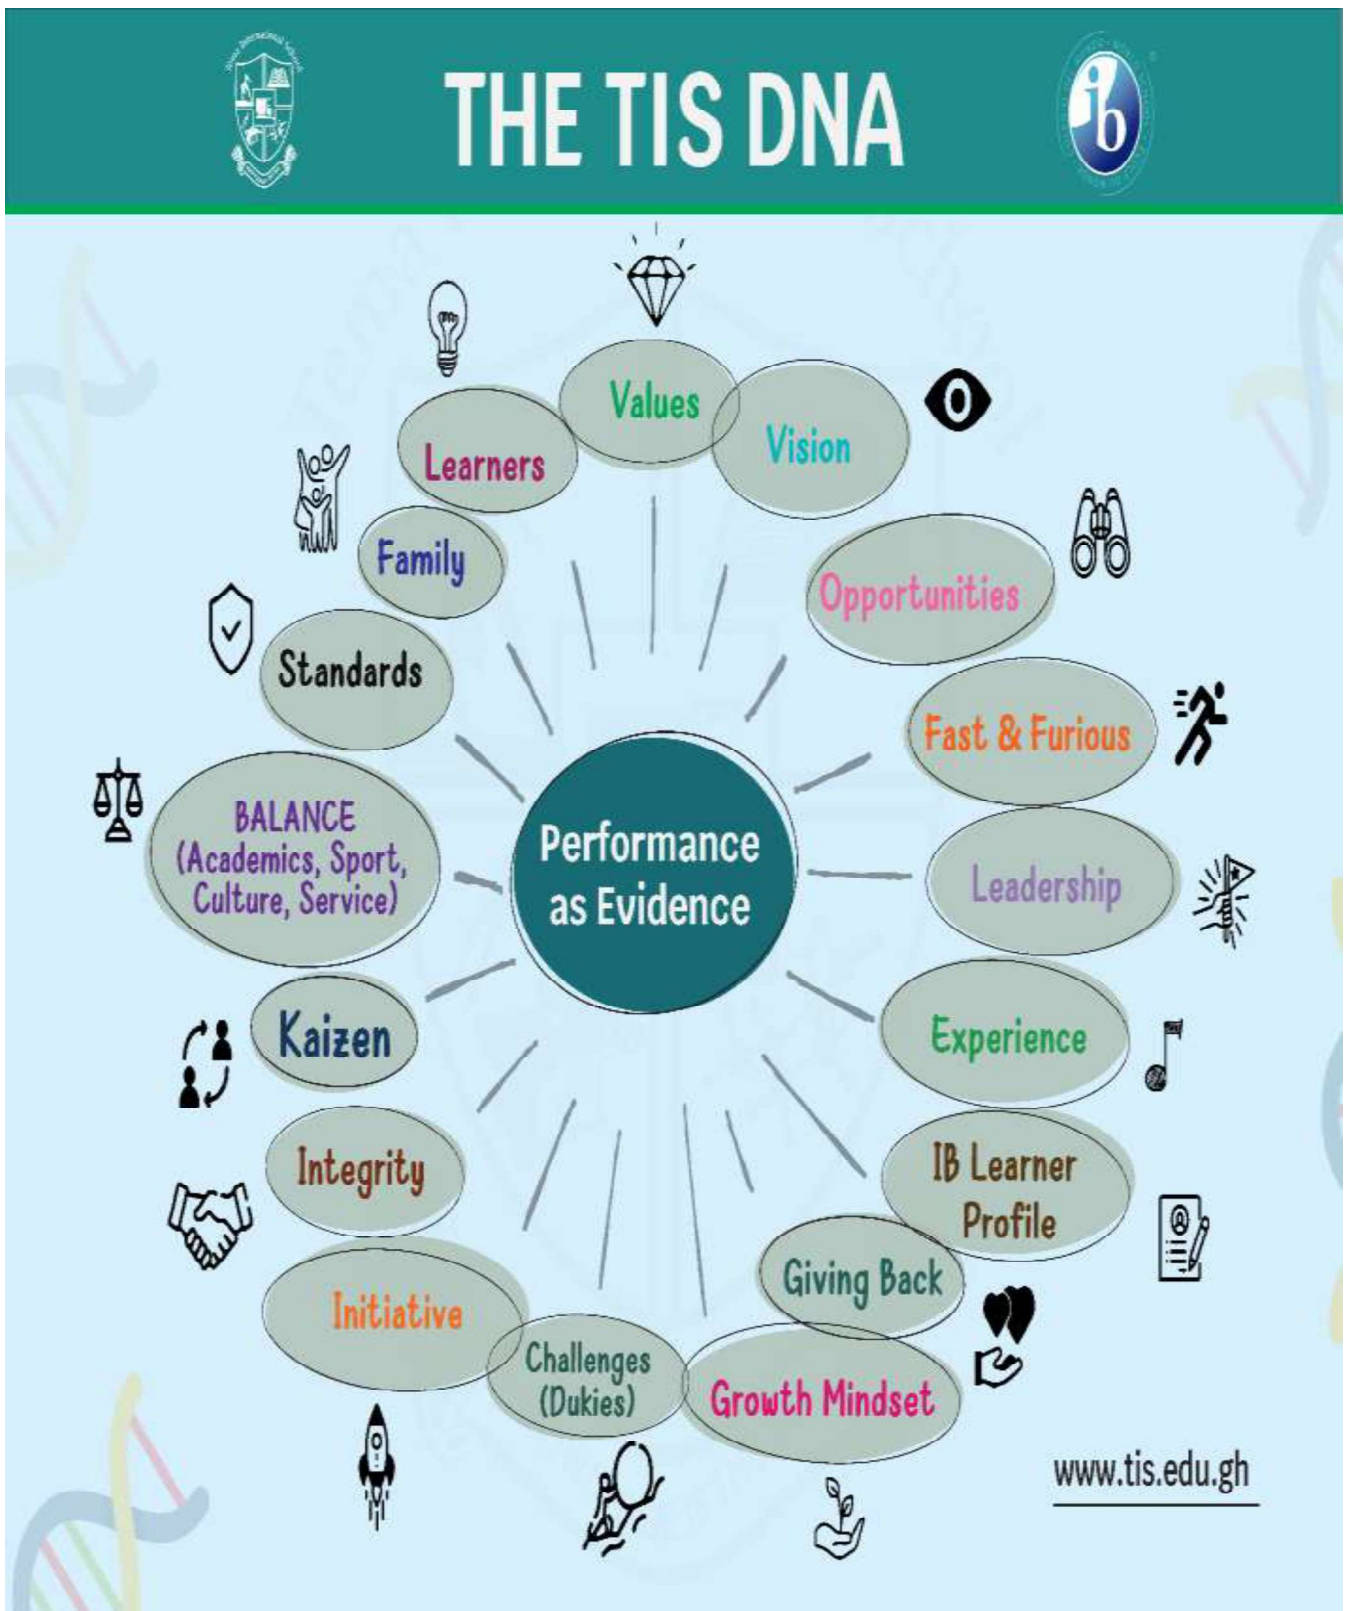 THE TIS DNA
ib
Values
Vision
Opportunities
Fast & Furious
Leadership
Experience
IB Learner
Profile
Giving Back
Growth Mindset
Challenges
(Dukies)
Initiative
Integrity
Kaizen
BALANCE
(Academics, Sport,
Culture, Service)
Standards
Family
Learners
Performance
as Evidence
www.tis.edu.gh